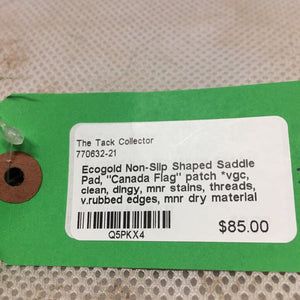 The Tack Collector
770632-21
Ecogold Non-Slip Shaped Saddle
Pad, "Canada Flag" patch *vgc,
clean, dingy, mnr stains, threads,
v.rubbed edges, mnr dry material
Q5PKX4
$85.00